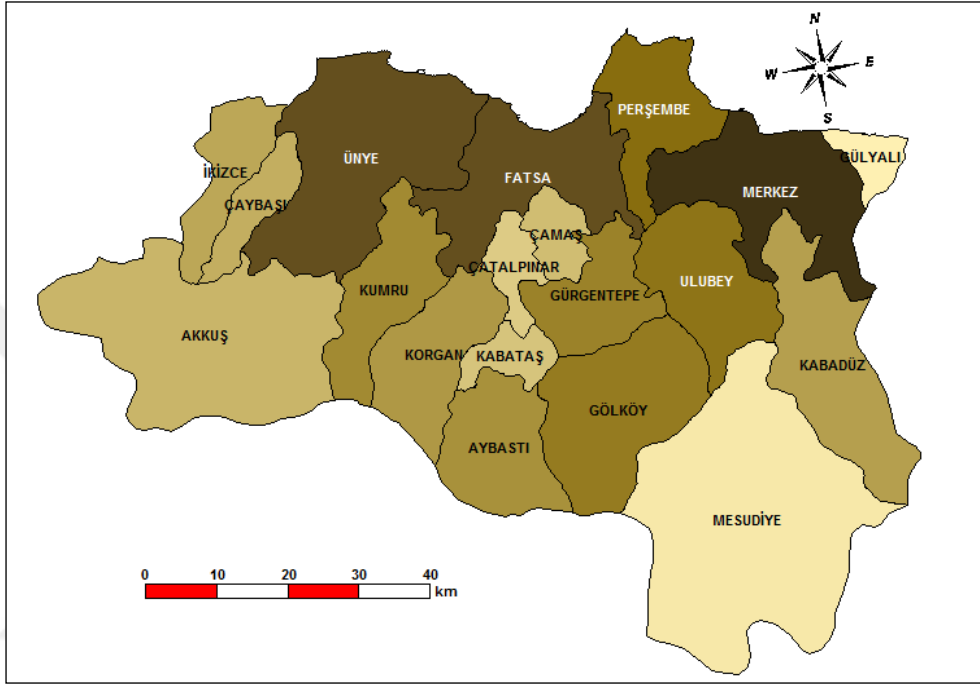 N
W E
S
PERŞEMBE
ÜNYE
GÜLYALI
İKİZCE
FATSA
MERKEZ
ÇAYBAŞI
ÇAMAŞ
ÇATALPINAR
ULUBEY
KUMRU
GÜRGENTEPE
AKKUŞ
KORGAN
KABATAŞ
KABADÜZ
GÖLKÖY
AYBASTI
MESUDİYE
0 10 20 30 40
km